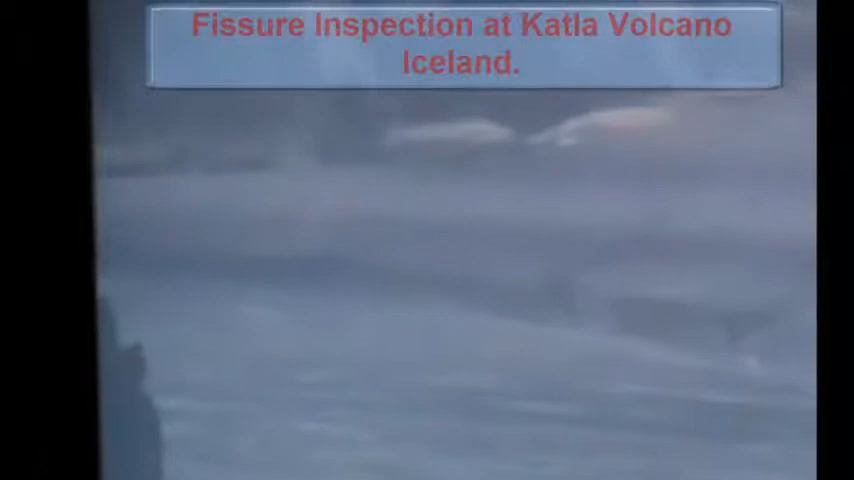 Fissure Inspection at Katla Volcano
Iceland.